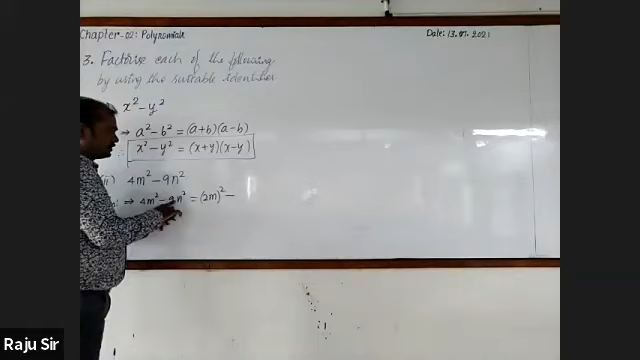 Chapter-02: Polynomials
Date: 13.07.2021
3. Factorise each of the following
by using the suitable identities
x² - y²
⇒ a² - b² = (a+b)(a-b)
x² - y² = (x+y)(x-y)
(ii) 4m² - 9n²
⇒ 4m² - 9n² = (2m)² -
Raju Sir